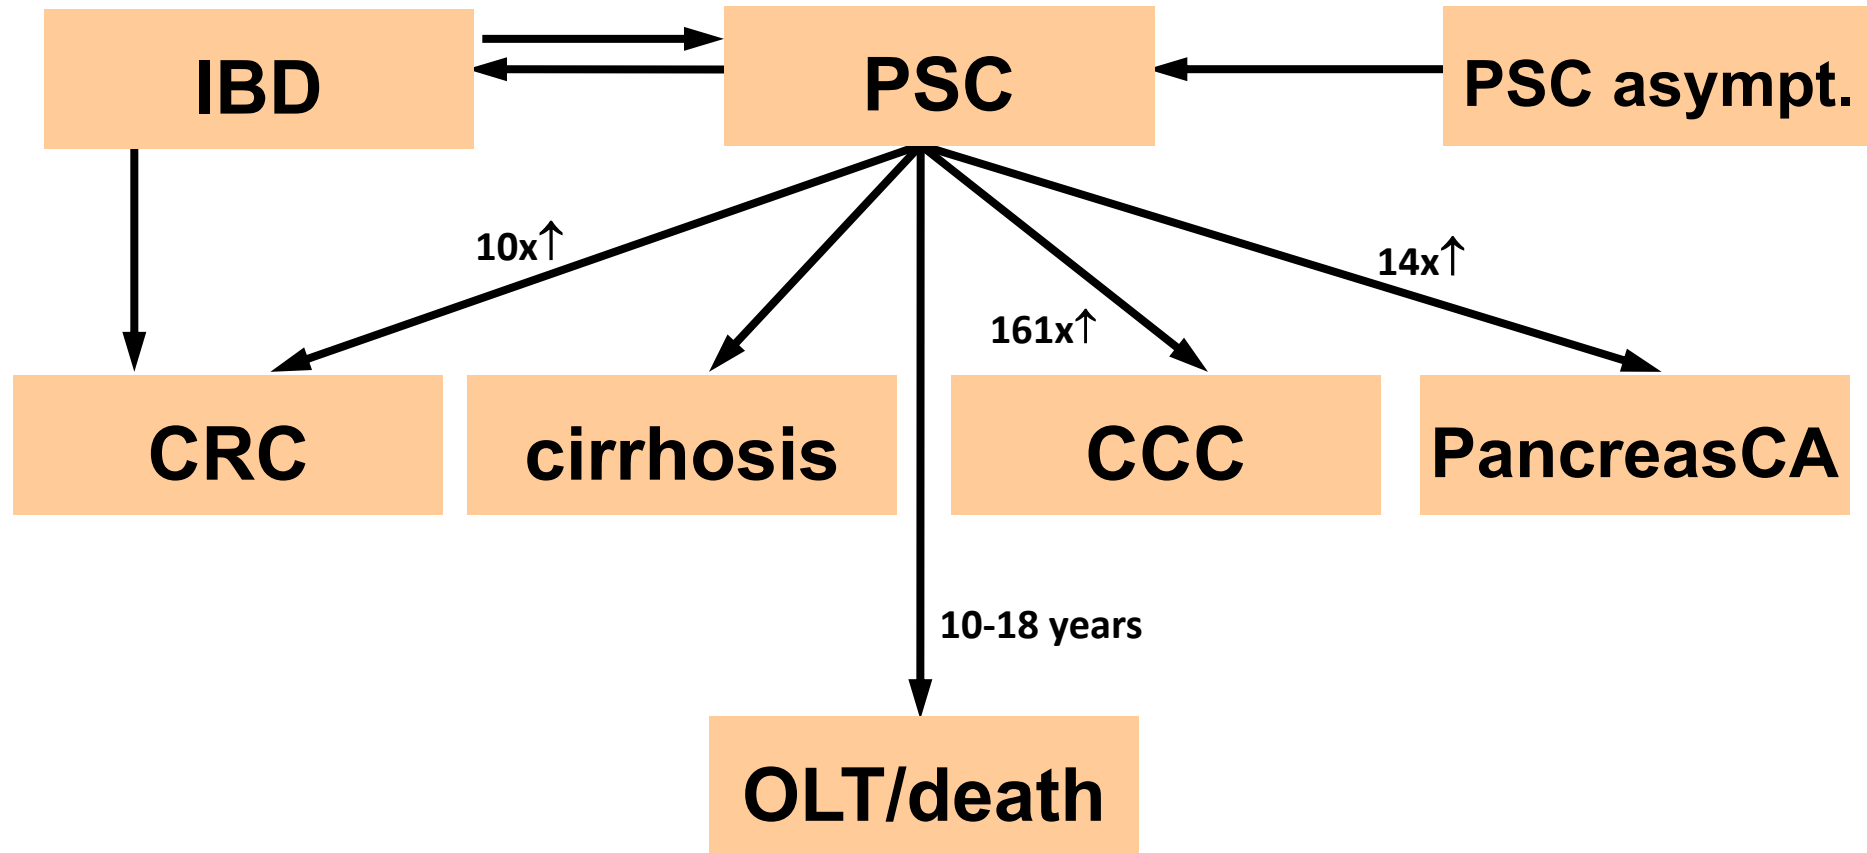 IBD
PSC
PSC asympt.
10x↑
14x↑
161x↑
CRC
cirrhosis
CCC
PancreasCA
10-18 years
OLT/death